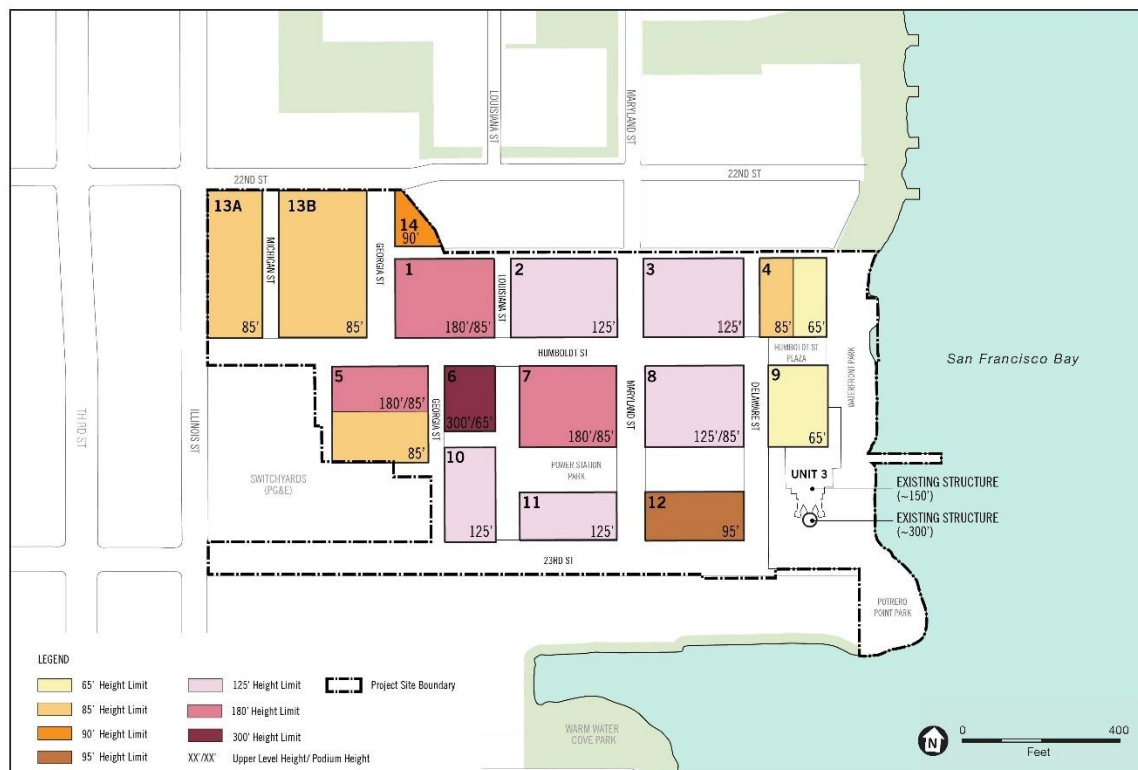 LOUISIANA ST
MARYLAND ST
22ND ST
22ND ST
13A
13B
14
90'
MICHIGAN ST
GEORGIA ST
1
LOUISIANA ST
2
3
4
85'
85'
180'/85'
125'
125'
85'
65'
HUMBOLDT ST
HUMBOLDT ST
PLAZA
WATERFRONT PARK
San Francisco Bay
THIRD ST
ILLINOIS ST
5
180'/85'
85'
GEORGIA ST
6
300'/65'
7
180'/85'
MARYLAND ST
8
125'/85'
DELAWARE ST
9
65'
SWITCHYARDS
(PG&E)
10
125'
POWER STATION
PARK
UNIT 3
EXISTING STRUCTURE
(~150')
EXISTING STRUCTURE
(~300')
11
125'
12
95'
23RD ST
POTRERO
POINT PARK
WARM WATER
COVE PARK
LEGEND
65' Height Limit
85' Height Limit
90' Height Limit
95' Height Limit
125' Height Limit
180' Height Limit
300' Height Limit
XX'/XX' Upper Level Height/ Podium Height
Project Site Boundary
N
0 400
Feet